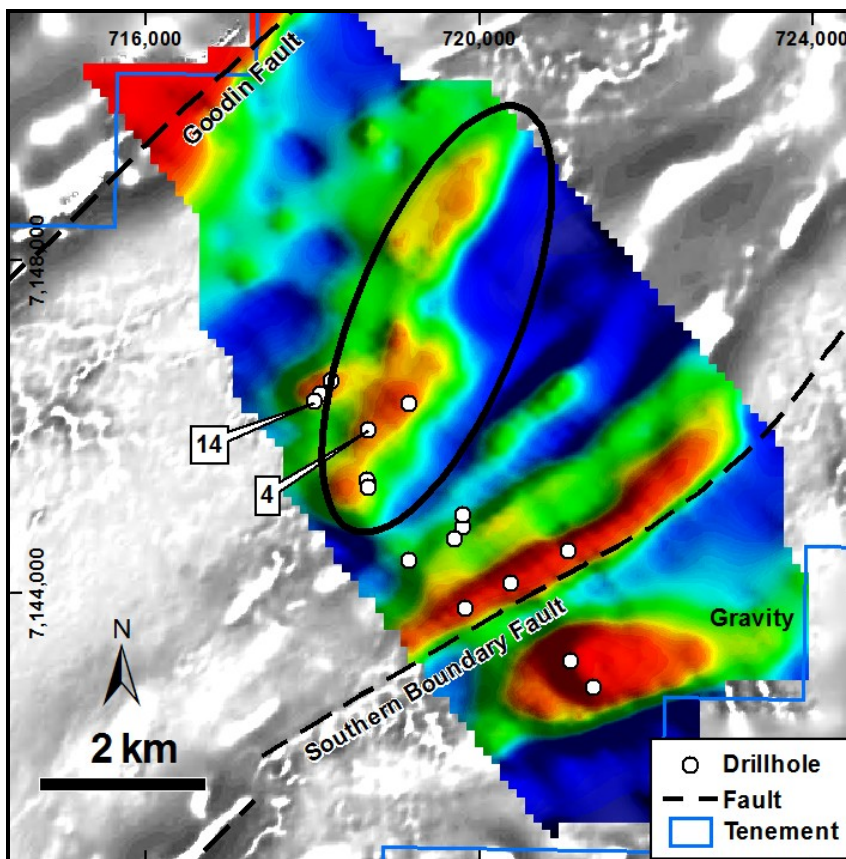 716,000
720,000
724,000
Goodin Fault
7,148,000
14
4
7,144,000
Gravity
N
Southern Boundary Fault
2 km
Drillhole
Fault
Tenement